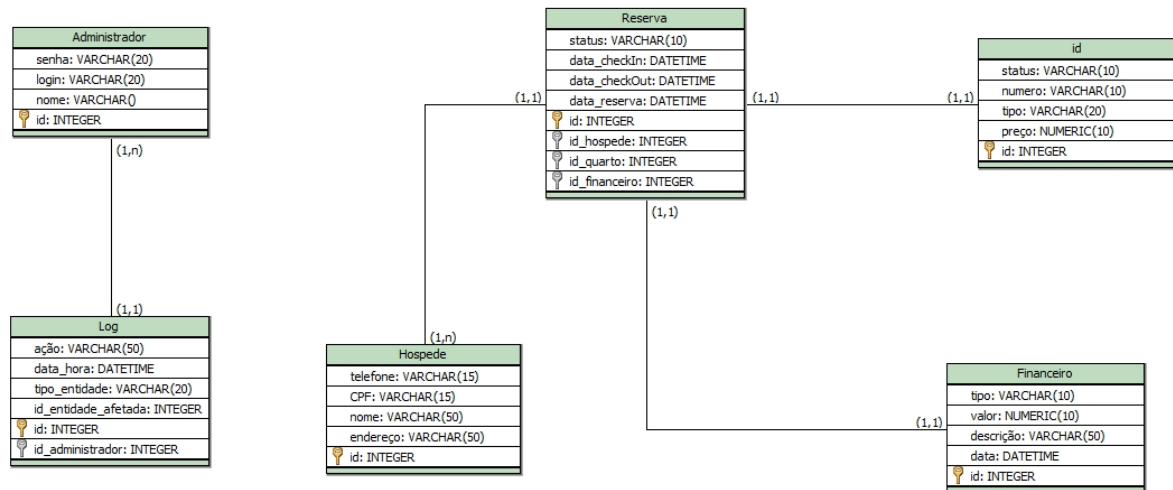 Administrador
senha: VARCHAR(20)
login: VARCHAR(20)
nome: VARCHAR()
id: INTEGER
(1,n)
(1,1)
Log
ação: VARCHAR(50)
data_hora: DATETIME
tipo_entidade: VARCHAR(20)
id_entidade_afetada: INTEGER
id: INTEGER
id_administrador: INTEGER
Reserva
status: VARCHAR(10)
data_checkIn: DATETIME
data_checkOut: DATETIME
data_reserva: DATETIME
id: INTEGER
id_hospede: INTEGER
id_quarto: INTEGER
id_financeiro: INTEGER
(1,1)
(1,1)
(1,1)
(1,1)
id
status: VARCHAR(10)
numero: VARCHAR(10)
tipo: VARCHAR(20)
preço: NUMERIC(10)
id: INTEGER
(1,n)
Hospede
telefone: VARCHAR(15)
CPF: VARCHAR(15)
nome: VARCHAR(50)
endereço: VARCHAR(50)
id: INTEGER
(1,1)
Financeiro
tipo: VARCHAR(10)
valor: NUMERIC(10)
descrição: VARCHAR(50)
data: DATETIME
id: INTEGER